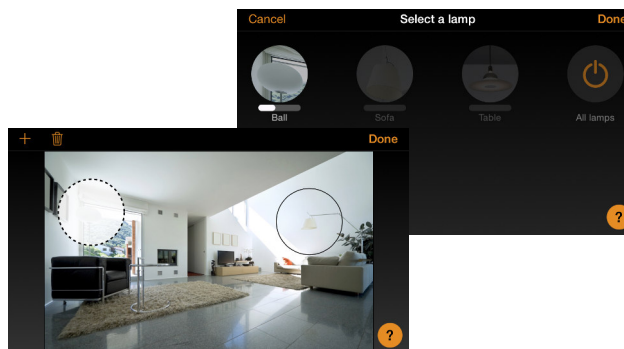 Cancel Select a lamp Done
Ball Sofa Table All lamps
?
+ Done
?